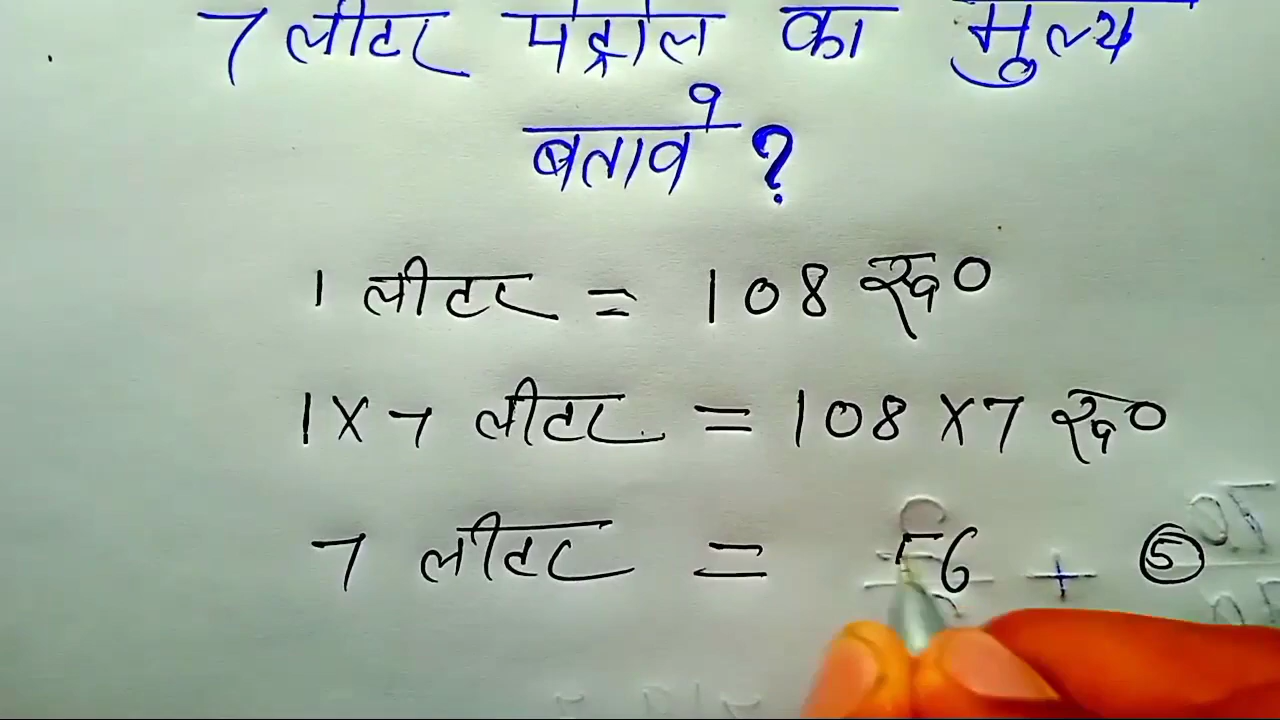 7 लीटर पेट्रोल का मुल्य
बतावें ?
1 लीटर = 108 रू०
1 X 7 लीटर = 108 X 7 रू०
7 लीटर = 56 + ⑤